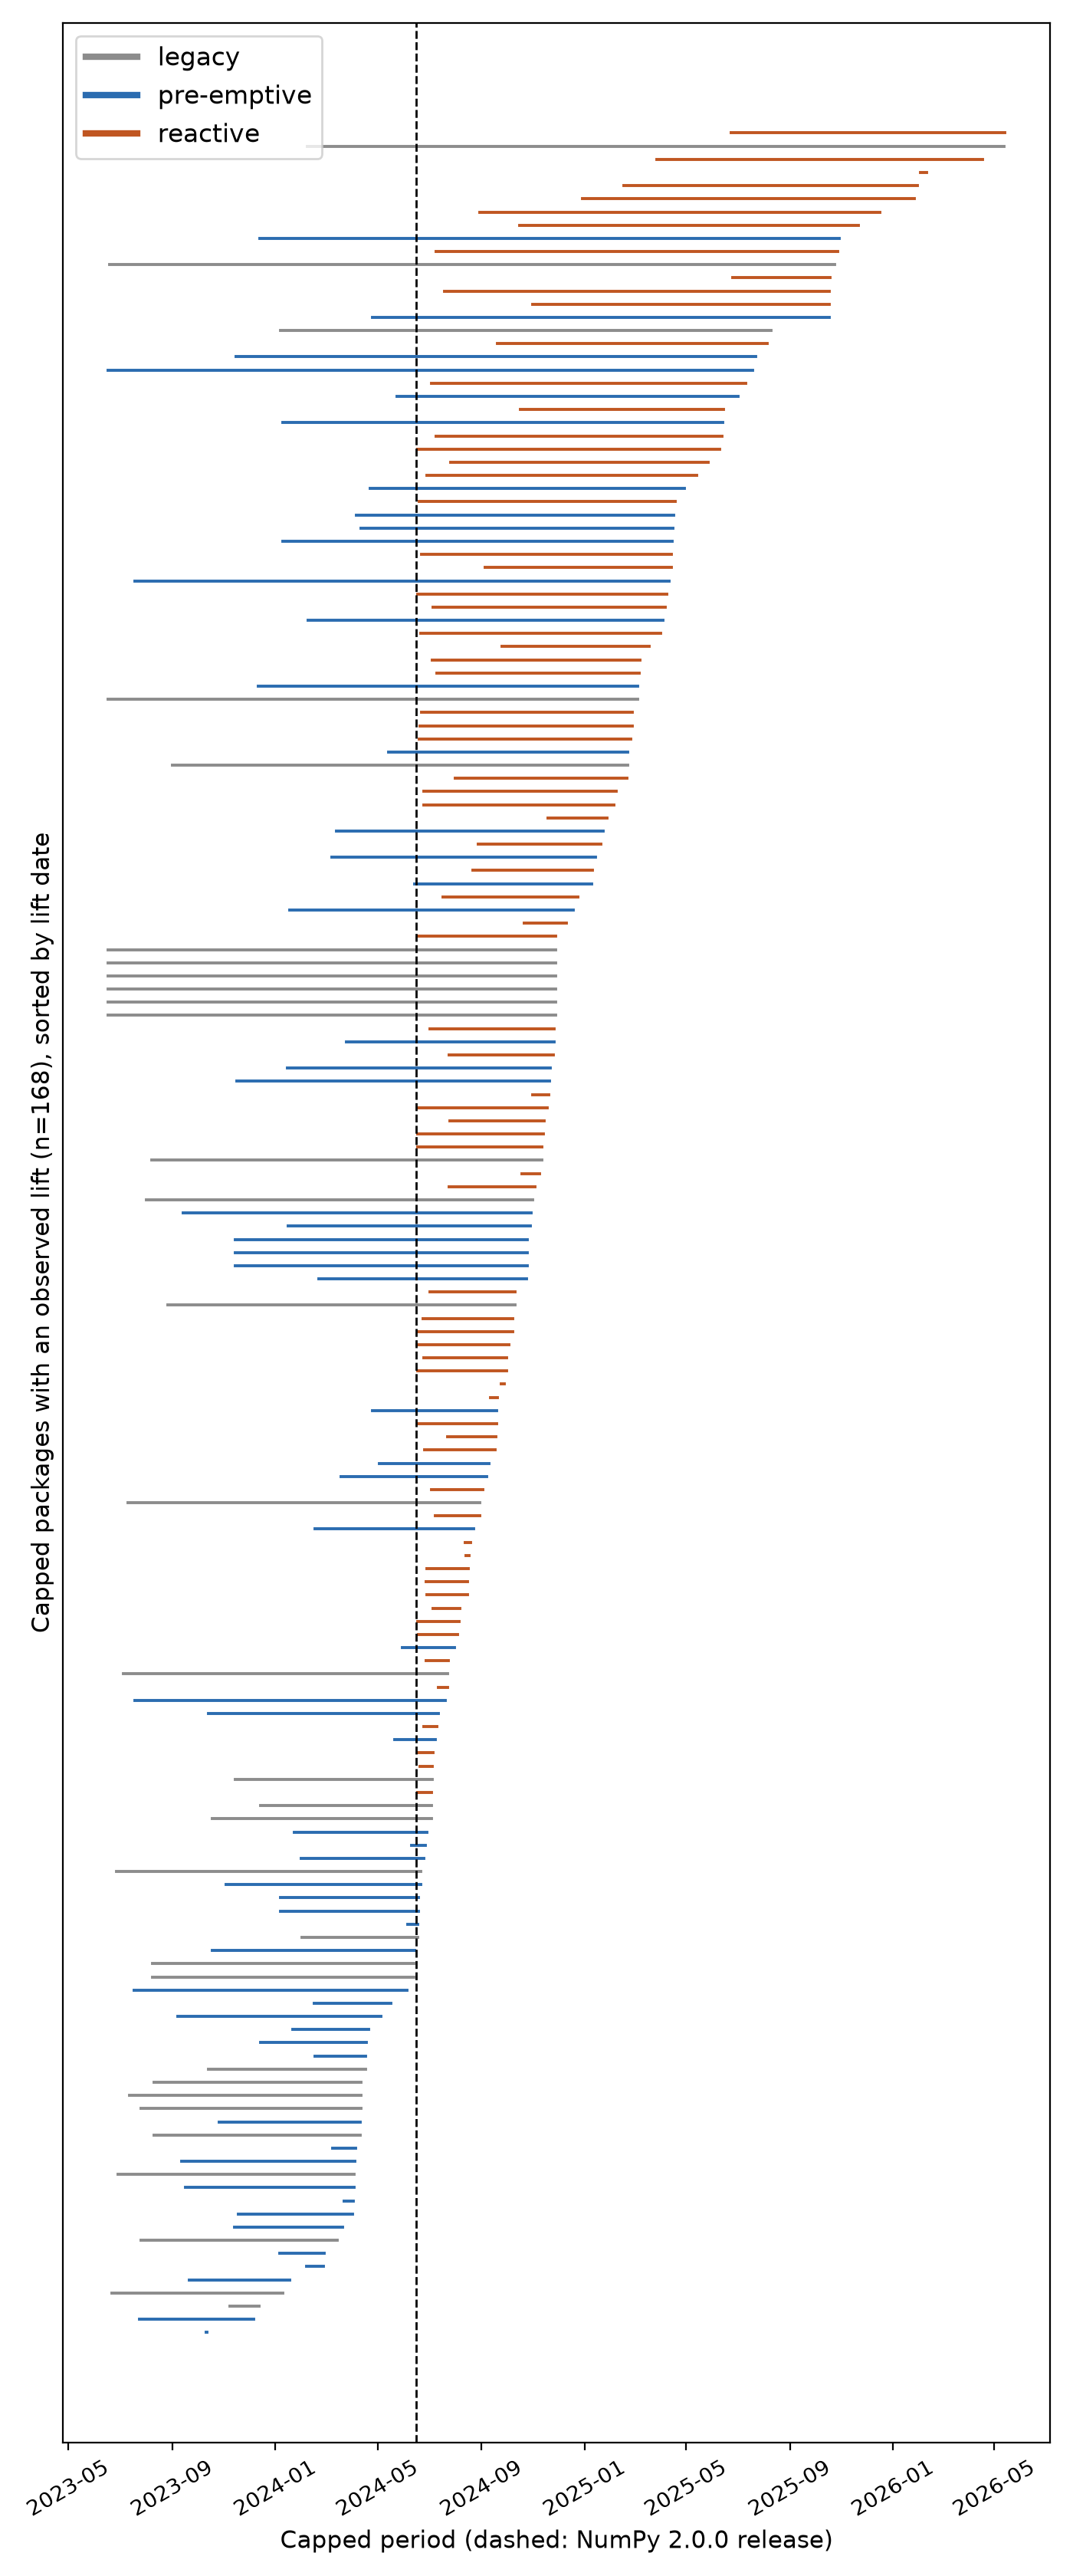 legacy
pre-emptive
reactive
Capped packages with an observed lift (n=168), sorted by lift date
2023-05
2023-09
2024-01
2024-05
2024-09
2025-01
2025-05
2025-09
2026-01
2026-05
Capped period (dashed: NumPy 2.0.0 release)